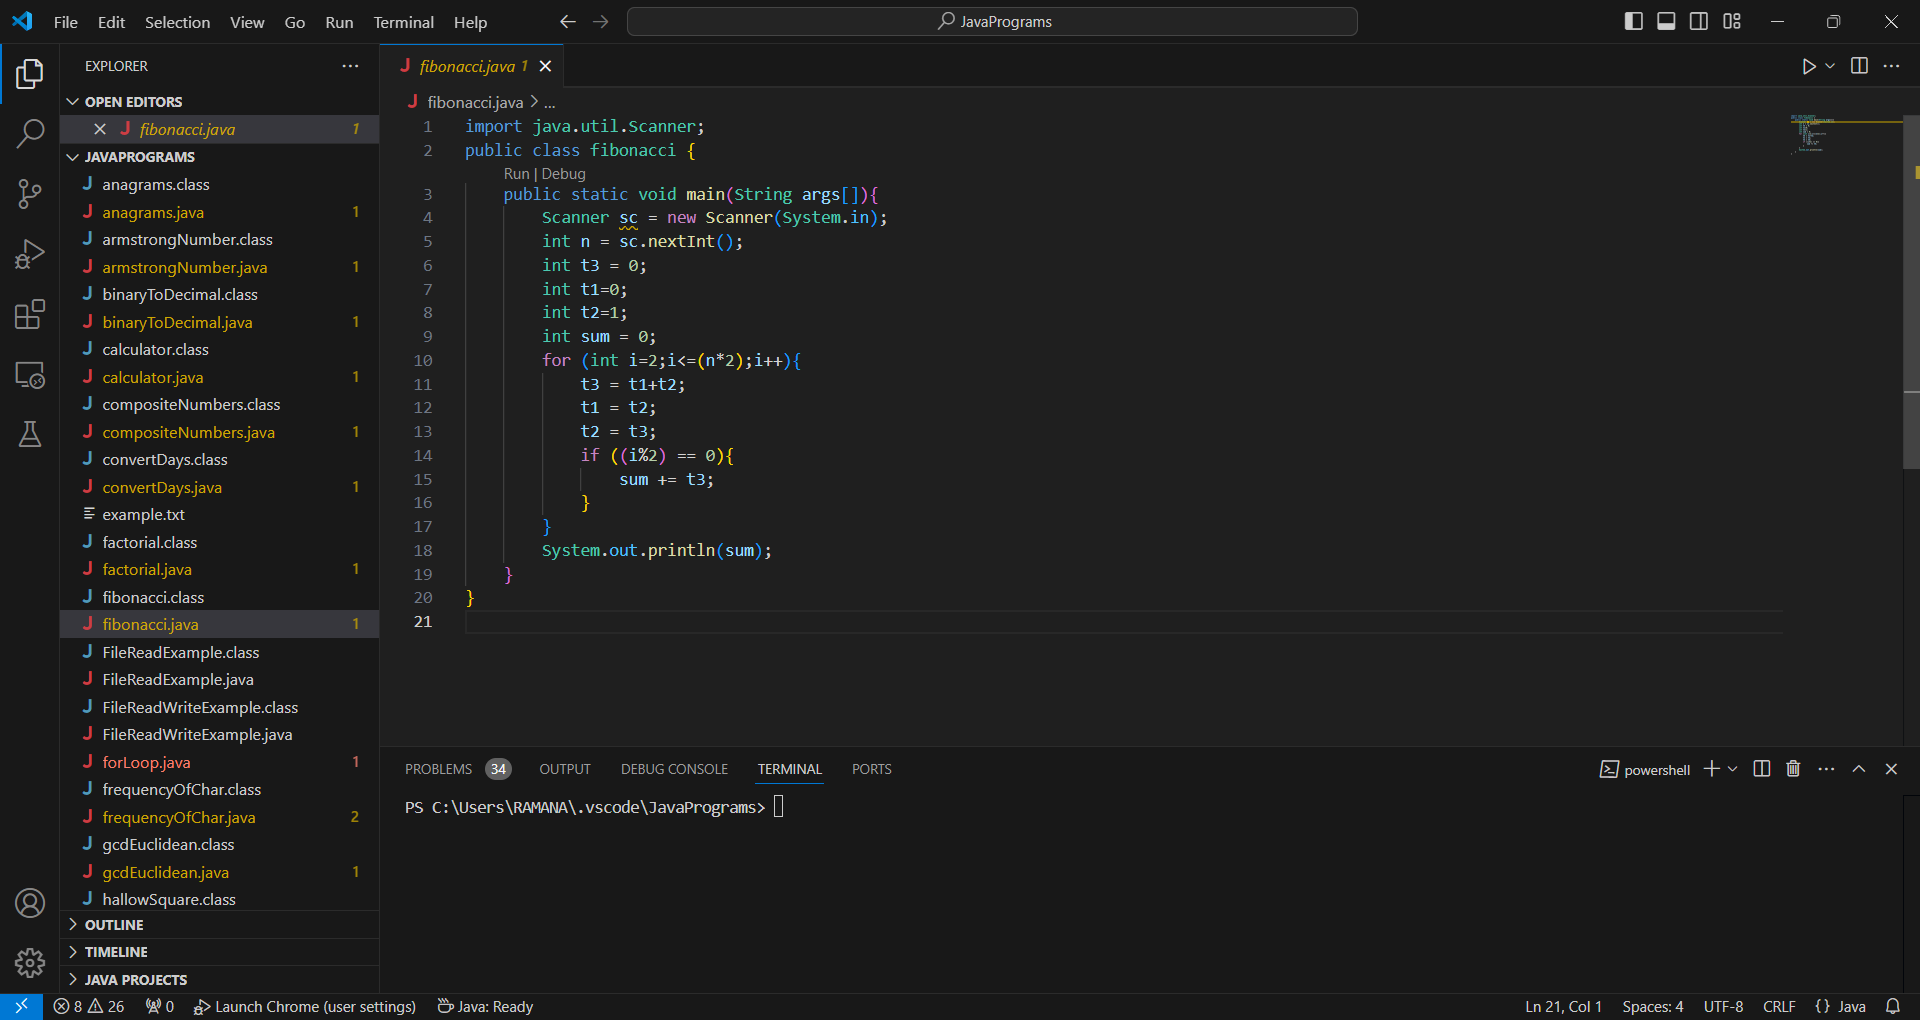 File Edit Selection View Go Run Terminal Help
JavaPrograms
EXPLORER
OPEN EDITORS
fibonacci.java 1
JAVAPROGRAMS
anagrams.class
anagrams.java 1
armstrongNumber.class
armstrongNumber.java 1
binaryToDecimal.class
binaryToDecimal.java 1
calculator.class
calculator.java 1
compositeNumbers.class
compositeNumbers.java 1
convertDays.class
convertDays.java 1
example.txt
factorial.class
factorial.java 1
fibonacci.class
fibonacci.java 1
FileReadExample.class
FileReadExample.java
FileReadWriteExample.class
FileReadWriteExample.java
forLoop.java 1
frequencyOfChar.class
frequencyOfChar.java 2
gcdEuclidean.class
gcdEuclidean.java 1
hallowSquare.class
OUTLINE
TIMELINE
JAVA PROJECTS
fibonacci.java 1
fibonacci.java > ...
1 import java.util.Scanner;
2 public class fibonacci {
Run | Debug
3 public static void main(String args[]){
4 Scanner sc = new Scanner(System.in);
5 int n = sc.nextInt();
6 int t3 = 0;
7 int t1=0;
8 int t2=1;
9 int sum = 0;
10 for (int i=2;i<=(n*2);i++){
11 t3 = t1+t2;
12 t1 = t2;
13 t2 = t3;
14 if ((i%2) == 0){
15 sum += t3;
16 }
17 }
18 System.out.println(sum);
19 }
20 }
21
PROBLEMS 34 OUTPUT DEBUG CONSOLE TERMINAL PORTS
powershell
PS C:\Users\RAMANA\.vscode\JavaPrograms>
8 26 0 Launch Chrome (user settings) Java: Ready
Ln 21, Col 1 Spaces: 4 UTF-8 CRLF {} Java